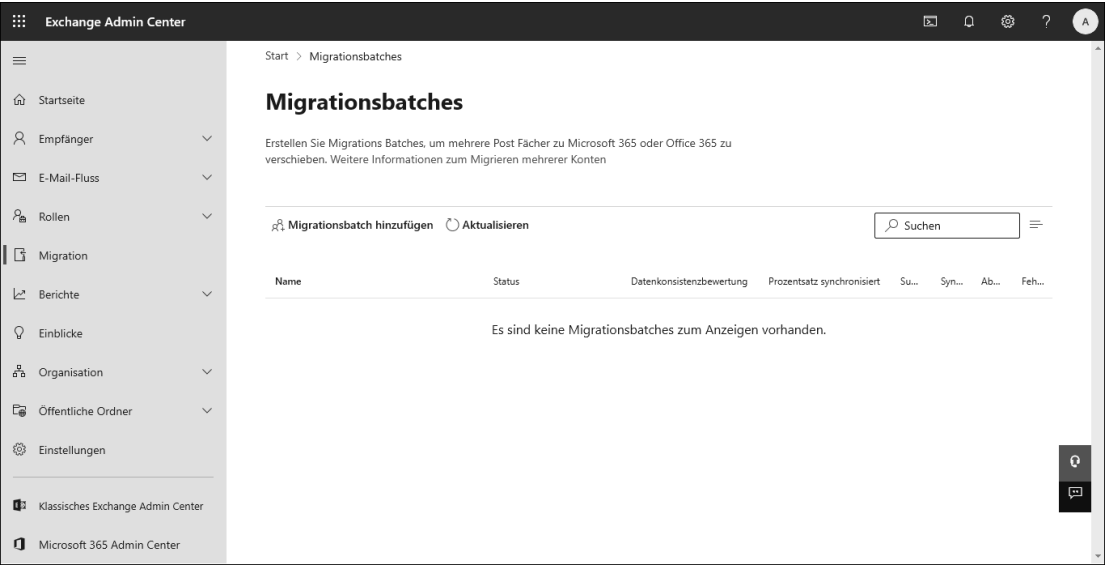 Exchange Admin Center
A
Start > Migrationsbatches
Startseite
Empfänger
E-Mail-Fluss
Rollen
Migration
Berichte
Einblicke
Organisation
Öffentliche Ordner
Einstellungen
Klassisches Exchange Admin Center
Microsoft 365 Admin Center
Migrationsbatches
Erstellen Sie Migrations Batches, um mehrere Post Fächer zu Microsoft 365 oder Office 365 zu
verschieben. Weitere Informationen zum Migrieren mehrerer Konten
Migrationsbatch hinzufügen Aktualisieren Suchen
Name Status Datenkonsistenzbewertung Prozentsatz synchronisiert Su... Syn... Ab... Feh...
Es sind keine Migrationsbatches zum Anzeigen vorhanden.